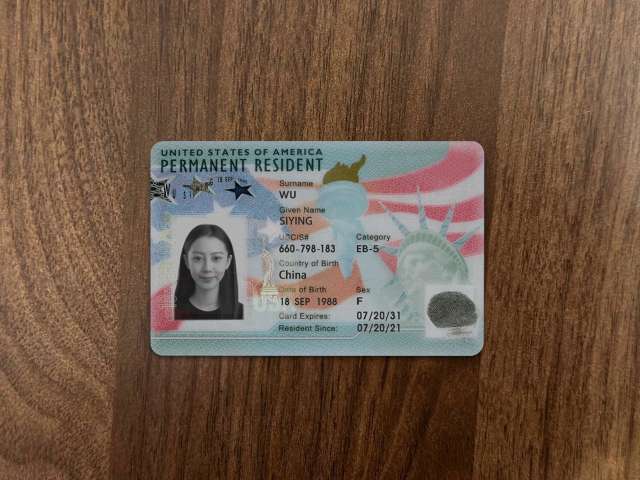 UNITED STATES OF AMERICA
PERMANENT RESIDENT
Surname
WU
Given Name
SIYING
USCIS# Category
660-798-183 EB-5
Country of Birth
China
Date of Birth Sex
18 SEP 1988 F
Card Expires: 07/20/31
Resident Since: 07/20/21